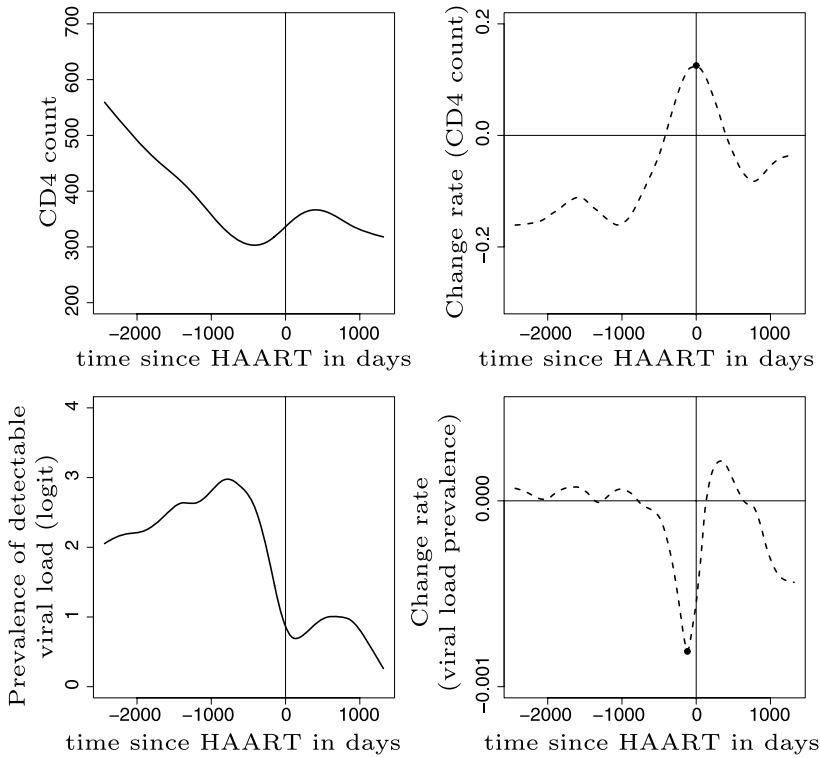 CD4 count
700
600
500
400
300
200
−2000 −1000 0 1000
time since HAART in days
Change rate (CD4 count)
0.2
0.0
−0.2
−2000 −1000 0 1000
time since HAART in days
Prevalence of detectable
viral load (logit)
4
3
2
1
0
−2000 −1000 0 1000
time since HAART in days
Change rate
(viral load prevalence)
0.000
−0.001
−2000 −1000 0 1000
time since HAART in days